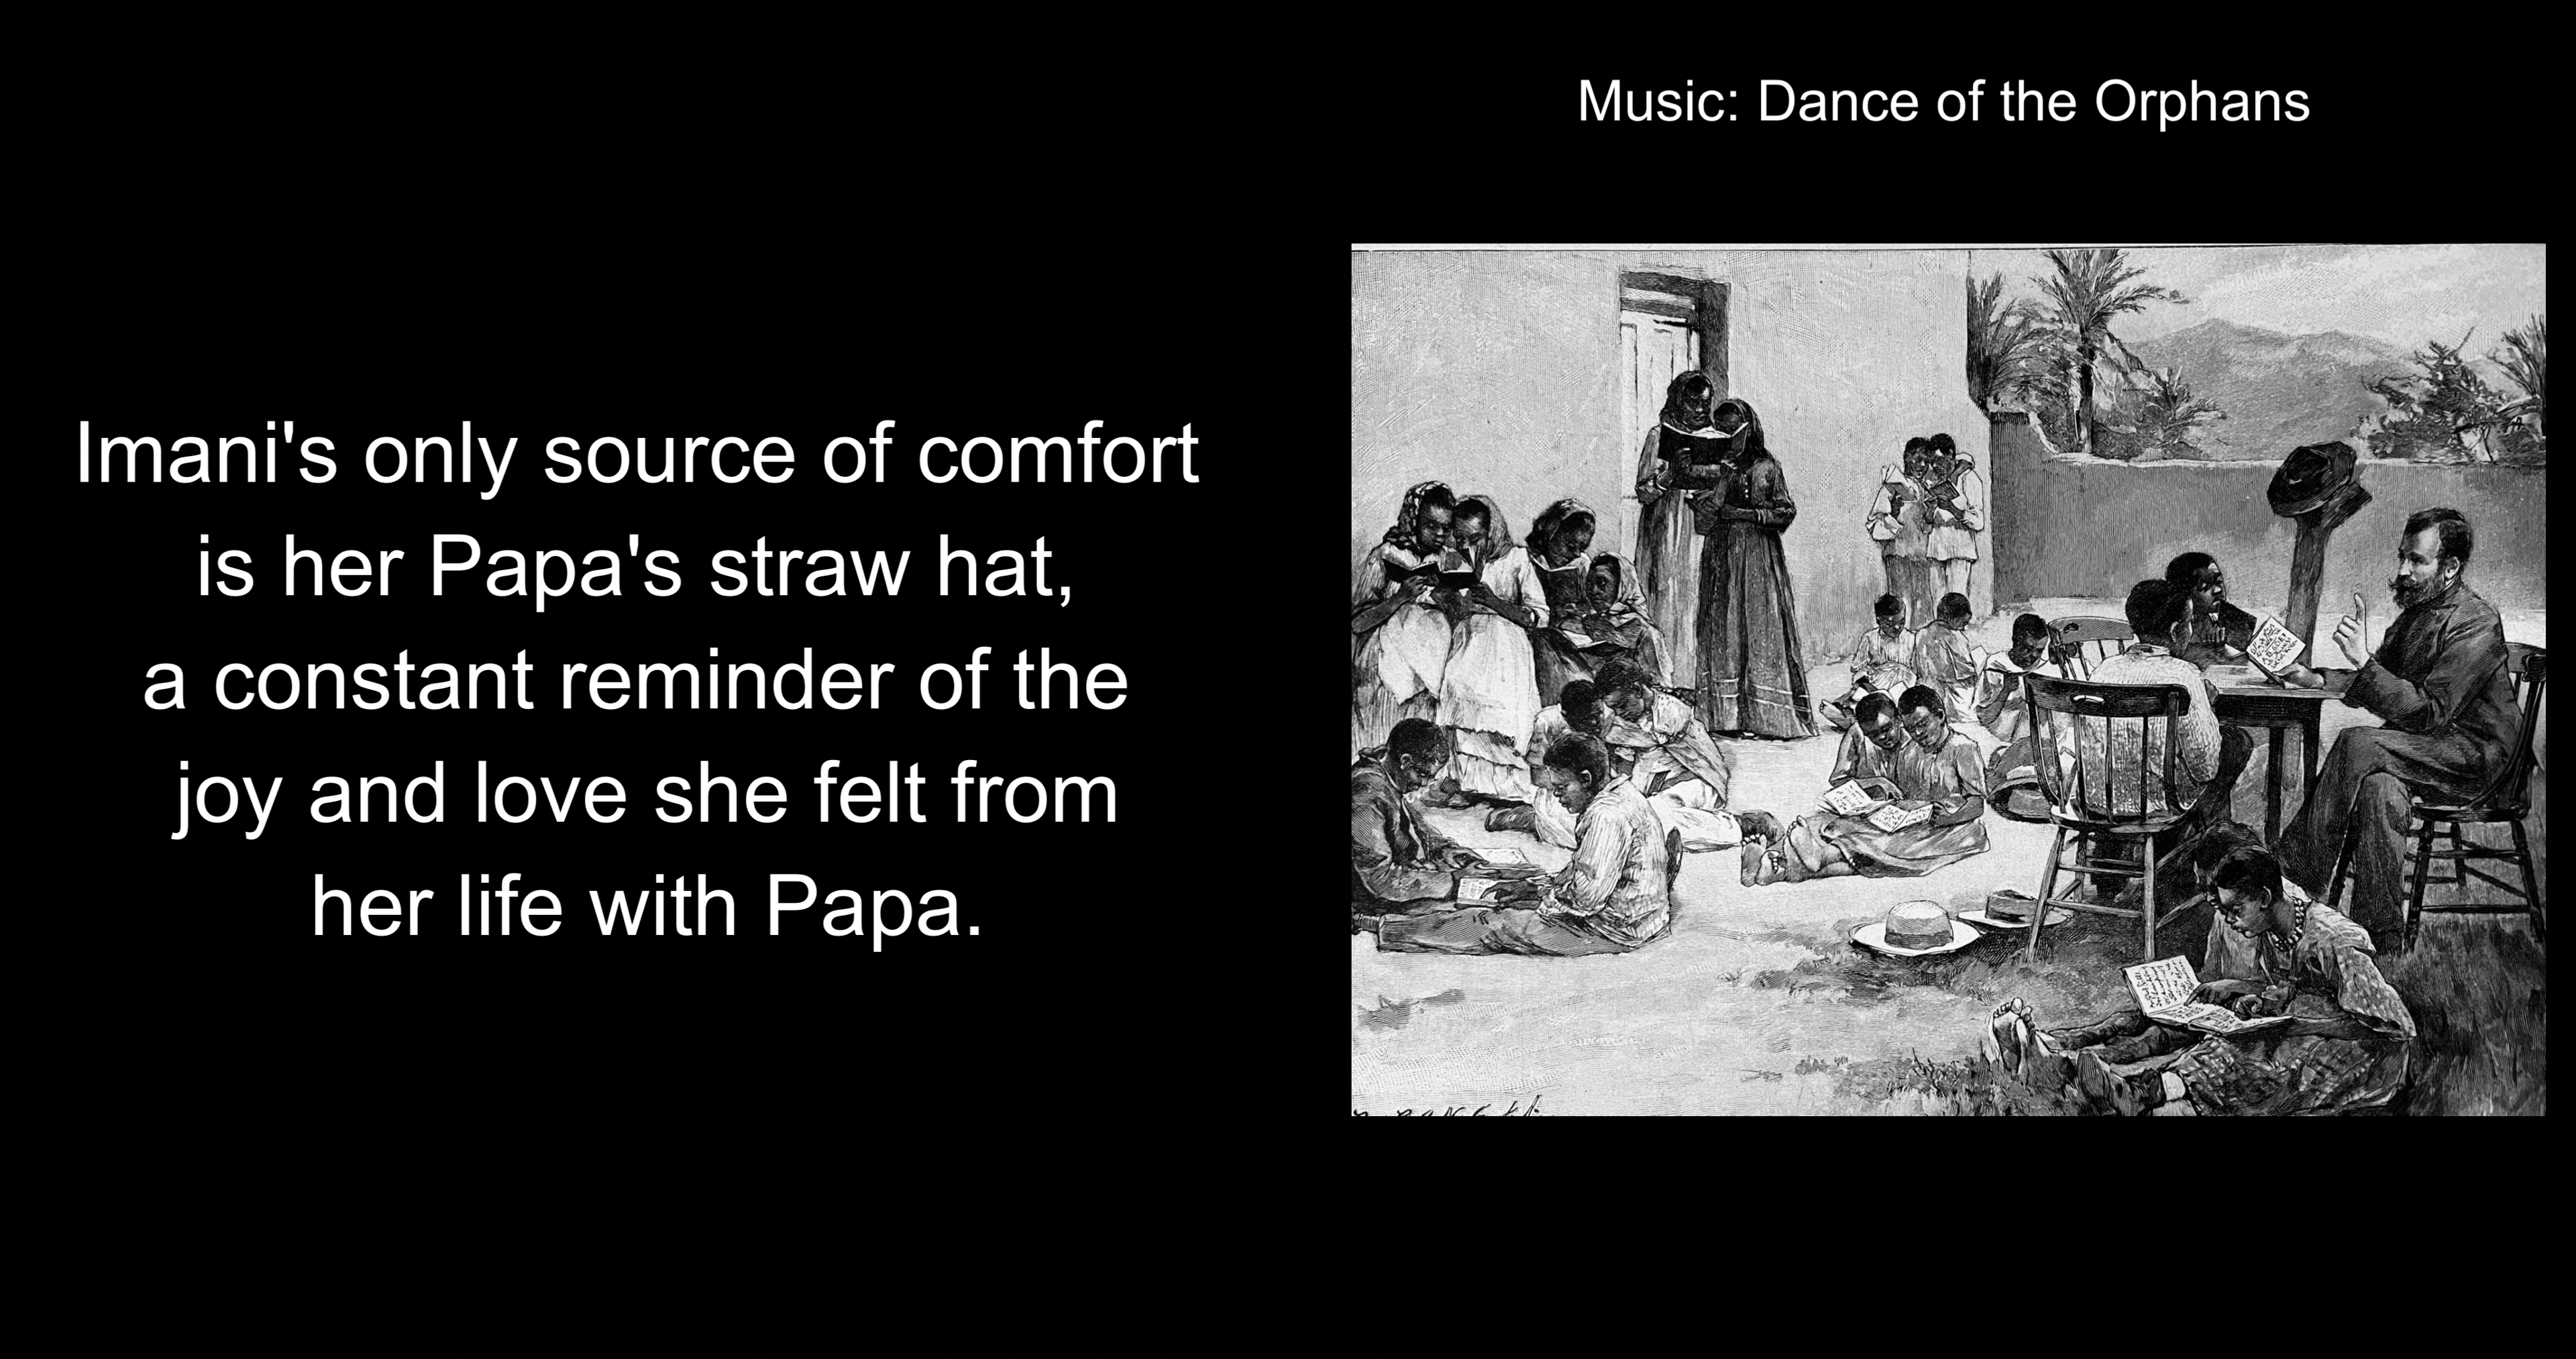 Music: Dance of the Orphans
Imani's only source of comfort
is her Papa's straw hat,
a constant reminder of the
joy and love she felt from
her life with Papa.